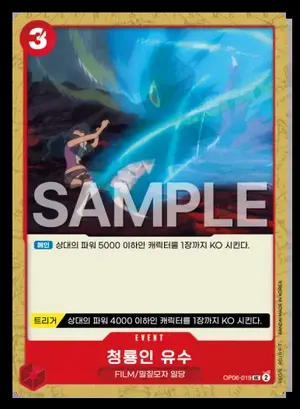 3
SAMPLE
메인 상대의 파워 5000 이하인 캐릭터를 1장까지 KO 시킨다.
트리거 상대의 파워 4000 이하인 캐릭터를 1장까지 KO 시킨다.
EVENT
청룡인 유수
FILM/밀짚모자 일당
OP06-019 UC 2